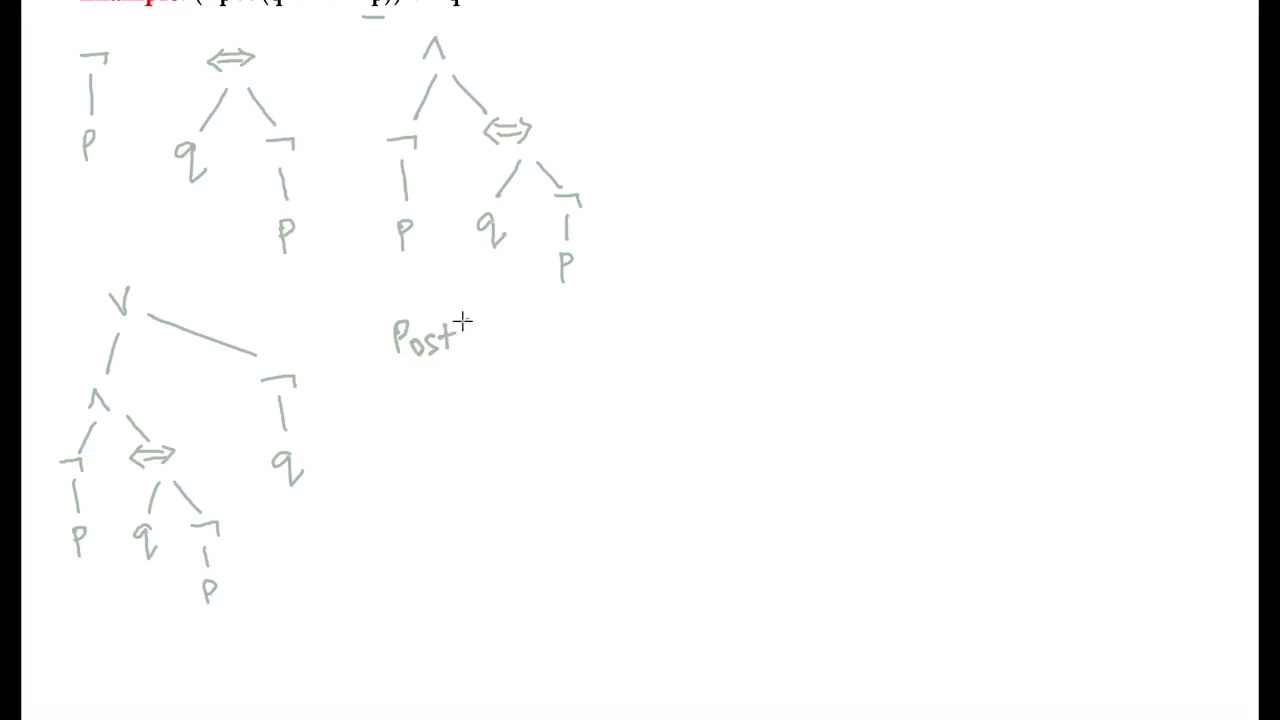 ¬ ⇔ ∧
p q ¬ ¬ ⇔
p p q ¬
p
∨ Post
∧ ¬
¬ ⇔ q
p q ¬
p